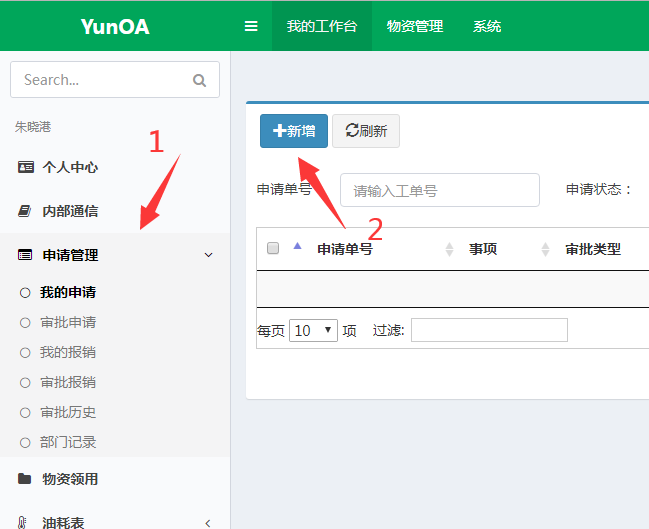 YunOA
我的工作台 物资管理 系统
Search...
朱晓港
个人中心
内部通信
申请管理
我的申请
审批申请
我的报销
审批报销
审批历史
部门记录
物资领用
油耗表
1
新增 刷新
2
申请单号 请输入工单号 申请状态：
申请单号 事项 审批类型
每页 10 项 过滤: